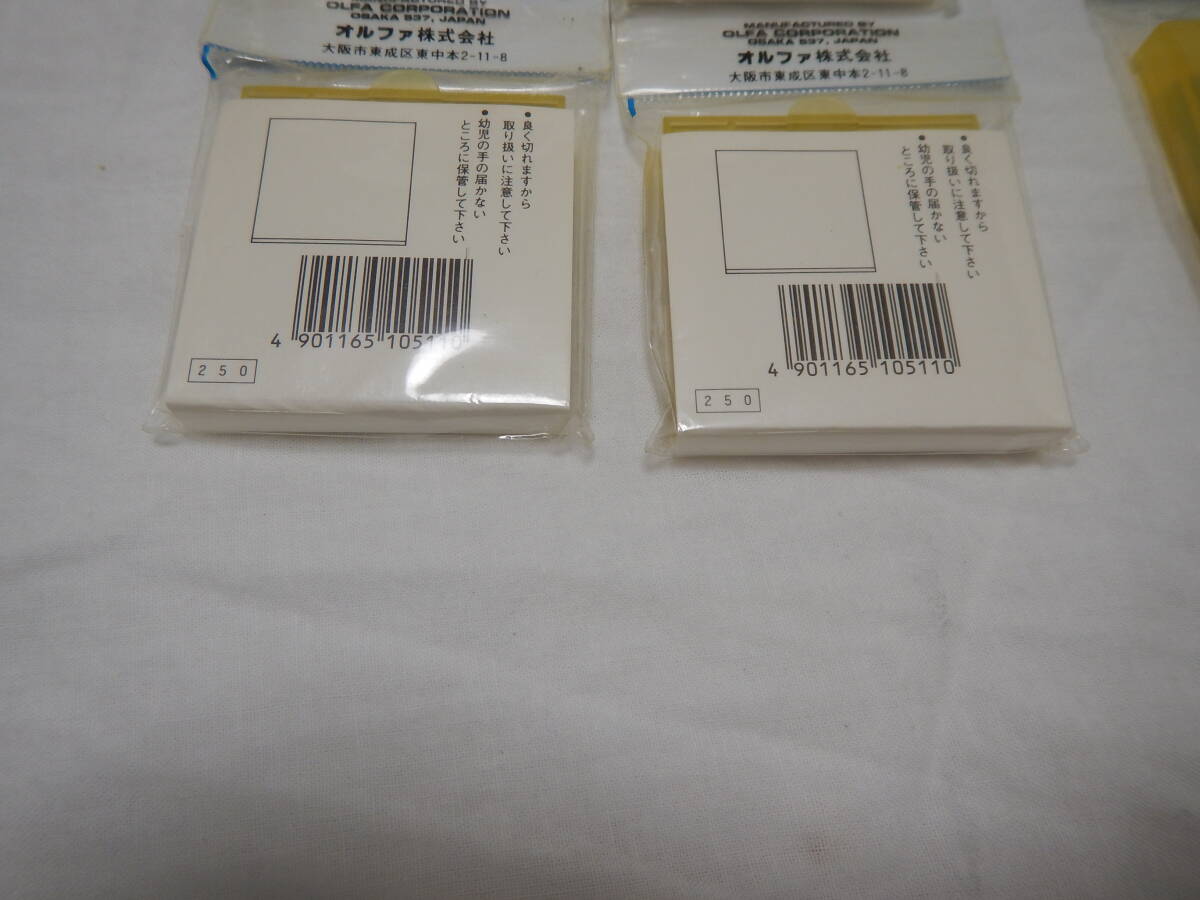 MANUFACTURED BY
OLFA CORPORATION
OSAKA 537, JAPAN
オルファ株式会社
大阪市東成区東中本2-11-8
●良く切れますから
取り扱いに注意して下さい
●幼児の手の届かない
ところに保管して下さい
4 901165 105110
250
MANUFACTURED BY
OLFA CORPORATION
OSAKA 537, JAPAN
オルファ株式会社
大阪市東成区東中本2-11-8
●良く切れますから
取り扱いに注意して下さい
●幼児の手の届かない
ところに保管して下さい
4 901165 105110
250